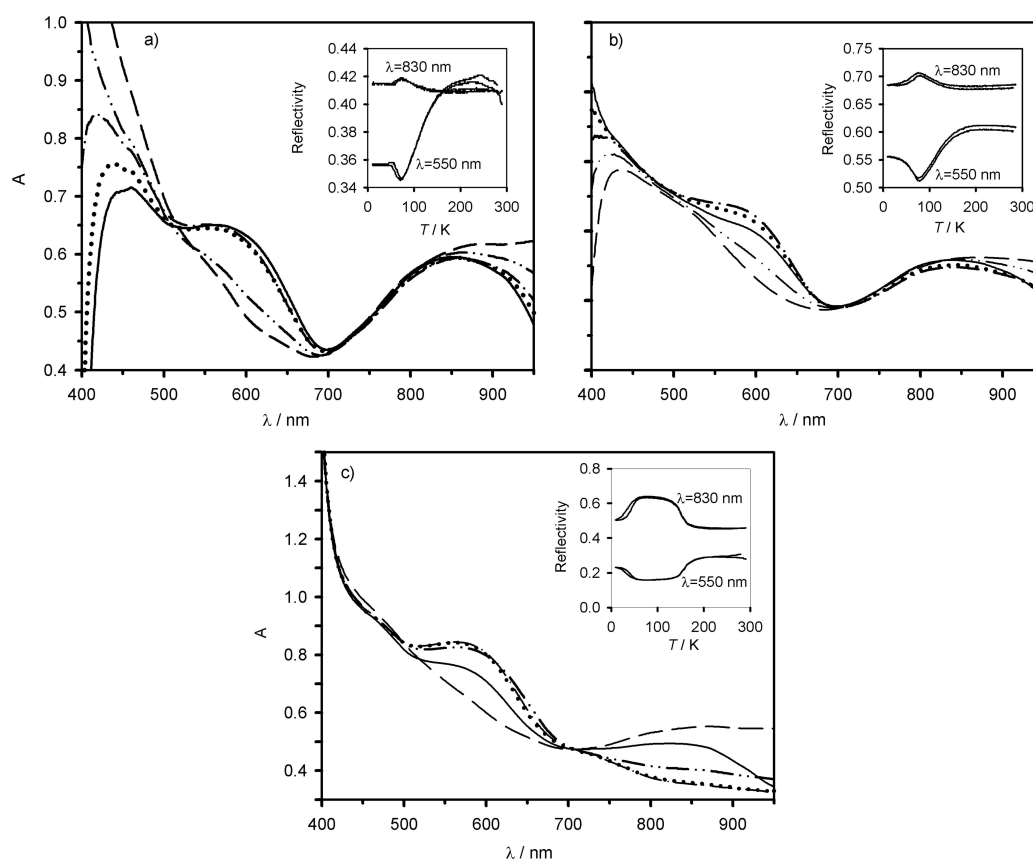 a)
A
1.0
0.9
0.8
0.7
0.6
0.5
0.4
400 500 600 700 800 900
λ / nm
Reflectivity
0.44
0.42
0.40
0.38
0.36
0.34
λ=830 nm
λ=550 nm
0 100 200 300
T / K
b)
400 500 600 700 800 900
λ / nm
Reflectivity
0.75
0.70
0.65
0.60
0.55
0.50
λ=830 nm
λ=550 nm
0 100 200 300
T / K
c)
A
1.4
1.2
1.0
0.8
0.6
0.4
400 500 600 700 800 900
λ / nm
Reflectivity
0.8
0.6
0.4
0.2
0.0
λ=830 nm
λ=550 nm
0 100 200 300
T / K